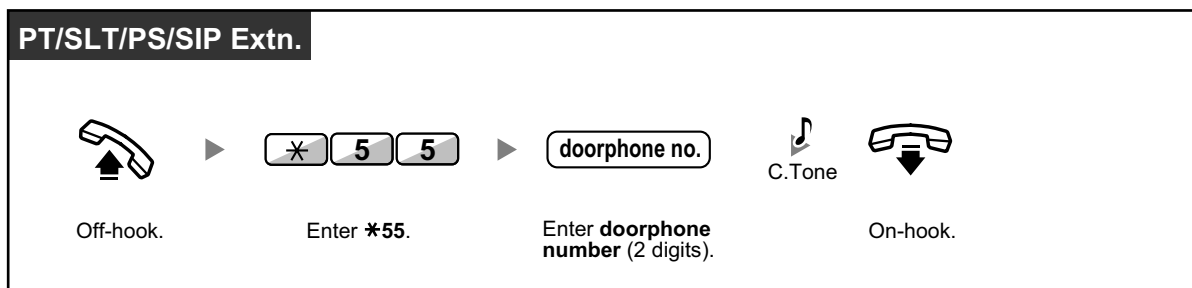 PT/SLT/PS/SIP Extn.
* 5 5
doorphone no.
C.Tone
Off-hook.
Enter *55.
Enter doorphone
number (2 digits).
On-hook.